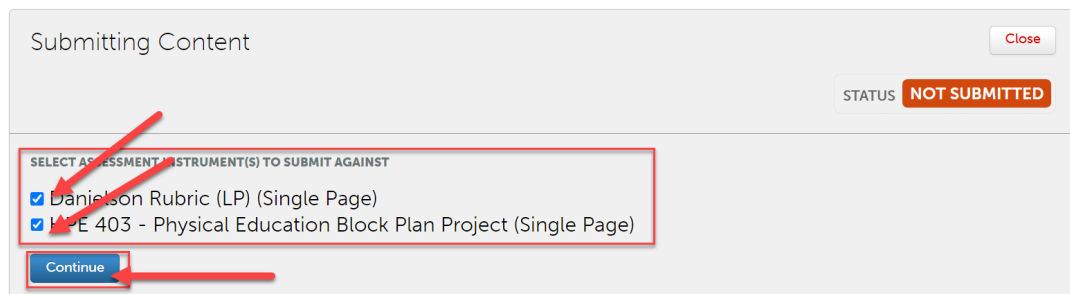 Submitting Content
Close
STATUS NOT SUBMITTED
SELECT ASSESSMENT INSTRUMENT(S) TO SUBMIT AGAINST
Danielson Rubric (LP) (Single Page)
HPE 403 - Physical Education Block Plan Project (Single Page)
Continue